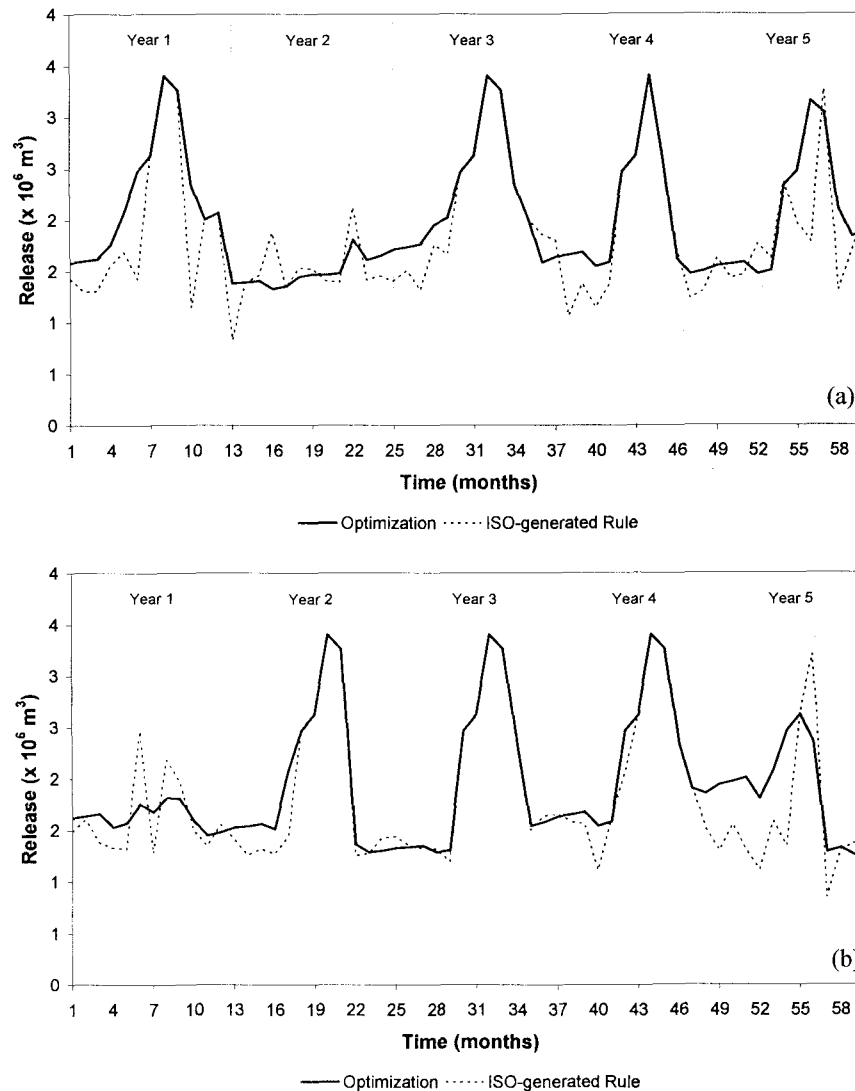 4
Year 1 Year 2 Year 3 Year 4 Year 5
4
3
3
2
2
1
1
0
Release (x 10⁶ m³)
(a)
1 4 7 10 13 16 19 22 25 28 31 34 37 40 43 46 49 52 55 58
Time (months)
Optimization ISO-generated Rule
4
Year 1 Year 2 Year 3 Year 4 Year 5
4
3
3
2
2
1
1
0
Release (x 10⁶ m³)
(b)
1 4 7 10 13 16 19 22 25 28 31 34 37 40 43 46 49 52 55 58
Time (months)
Optimization ISO-generated Rule